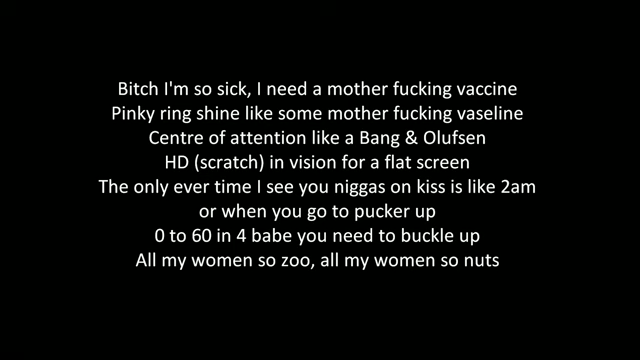 Bitch I'm so sick, I need a mother fucking vaccine
Pinky ring shine like some mother fucking vaseline
Centre of attention like a Bang & Olufsen
HD (scratch) in vision for a flat screen
The only ever time I see you niggas on kiss is like 2am
or when you go to pucker up
0 to 60 in 4 babe you need to buckle up
All my women so zoo, all my women so nuts